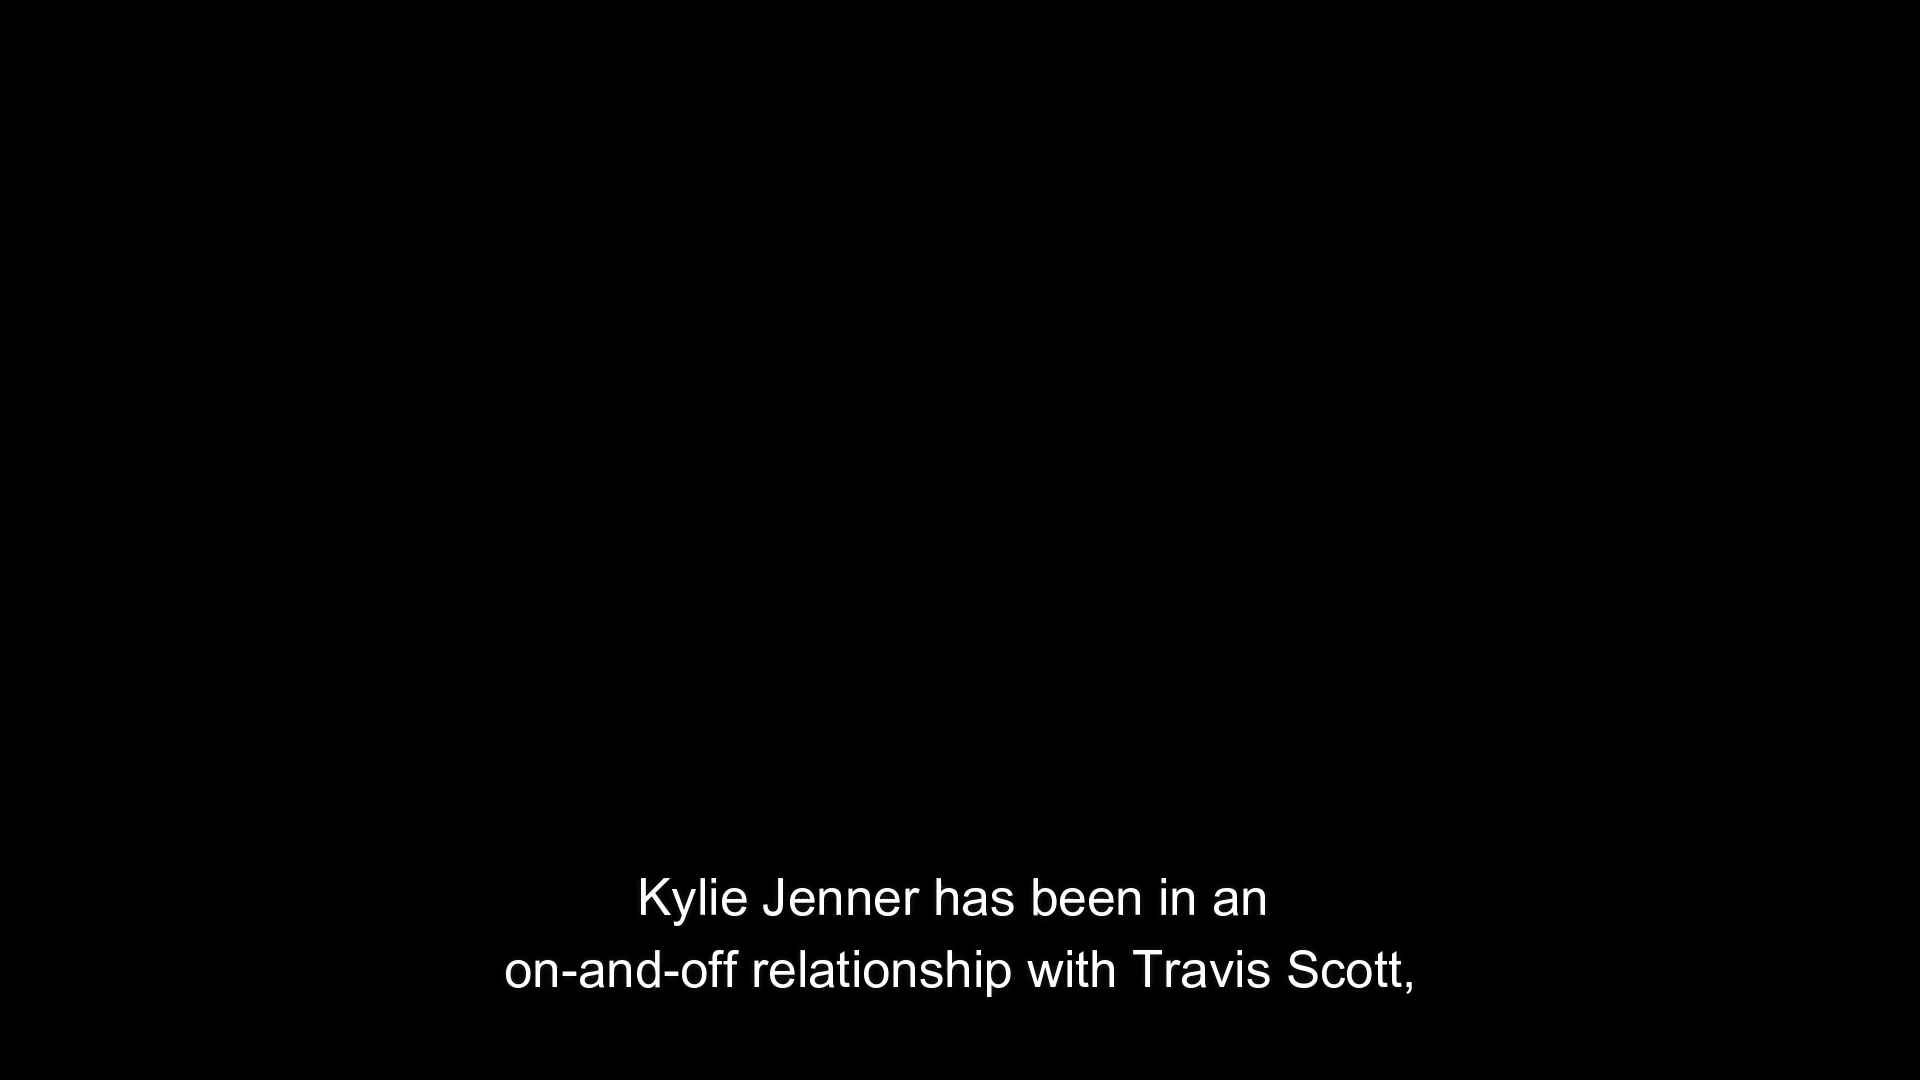 Kylie Jenner has been in an
on-and-off relationship with Travis Scott,